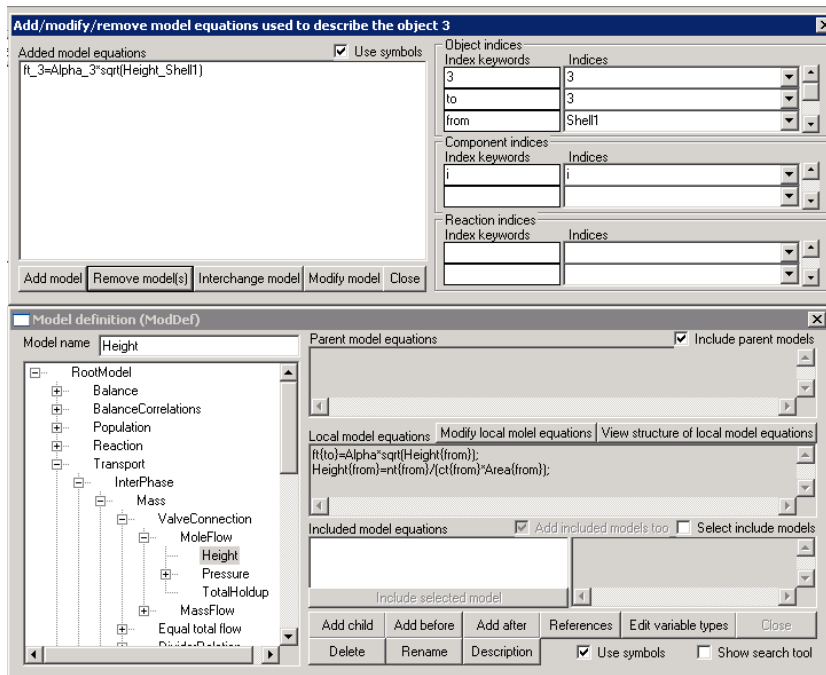 Add/modify/remove model equations used to describe the object 3
Added model equations
Use symbols
ft_3=Alpha_3*sqrt(Height_Shell1)
Object indices
Index keywords Indices
3 3
to 3
from Shell1
Component indices
Index keywords Indices
i i
Reaction indices
Index keywords Indices
Add model Remove model(s) Interchange model Modify model Close
Model definition (ModDef)
Model name Height
RootModel
Balance
BalanceCorrelations
Population
Reaction
Transport
InterPhase
Mass
ValveConnection
MoleFlow
Height
Pressure
TotalHoldup
MassFlow
Equal total flow
DividerRelation
Parent model equations
Include parent models
Local model equations Modify local molel equations View structure of local model equations
ft{to}=Alpha*sqrt(Height{from});
Height{from}=nt{from}/(ct{from}*Area{from});
Included model equations Add included models too Select include models
Include selected model
Add child Add before Add after References Edit variable types Close
Delete Rename Description Use symbols Show search tool